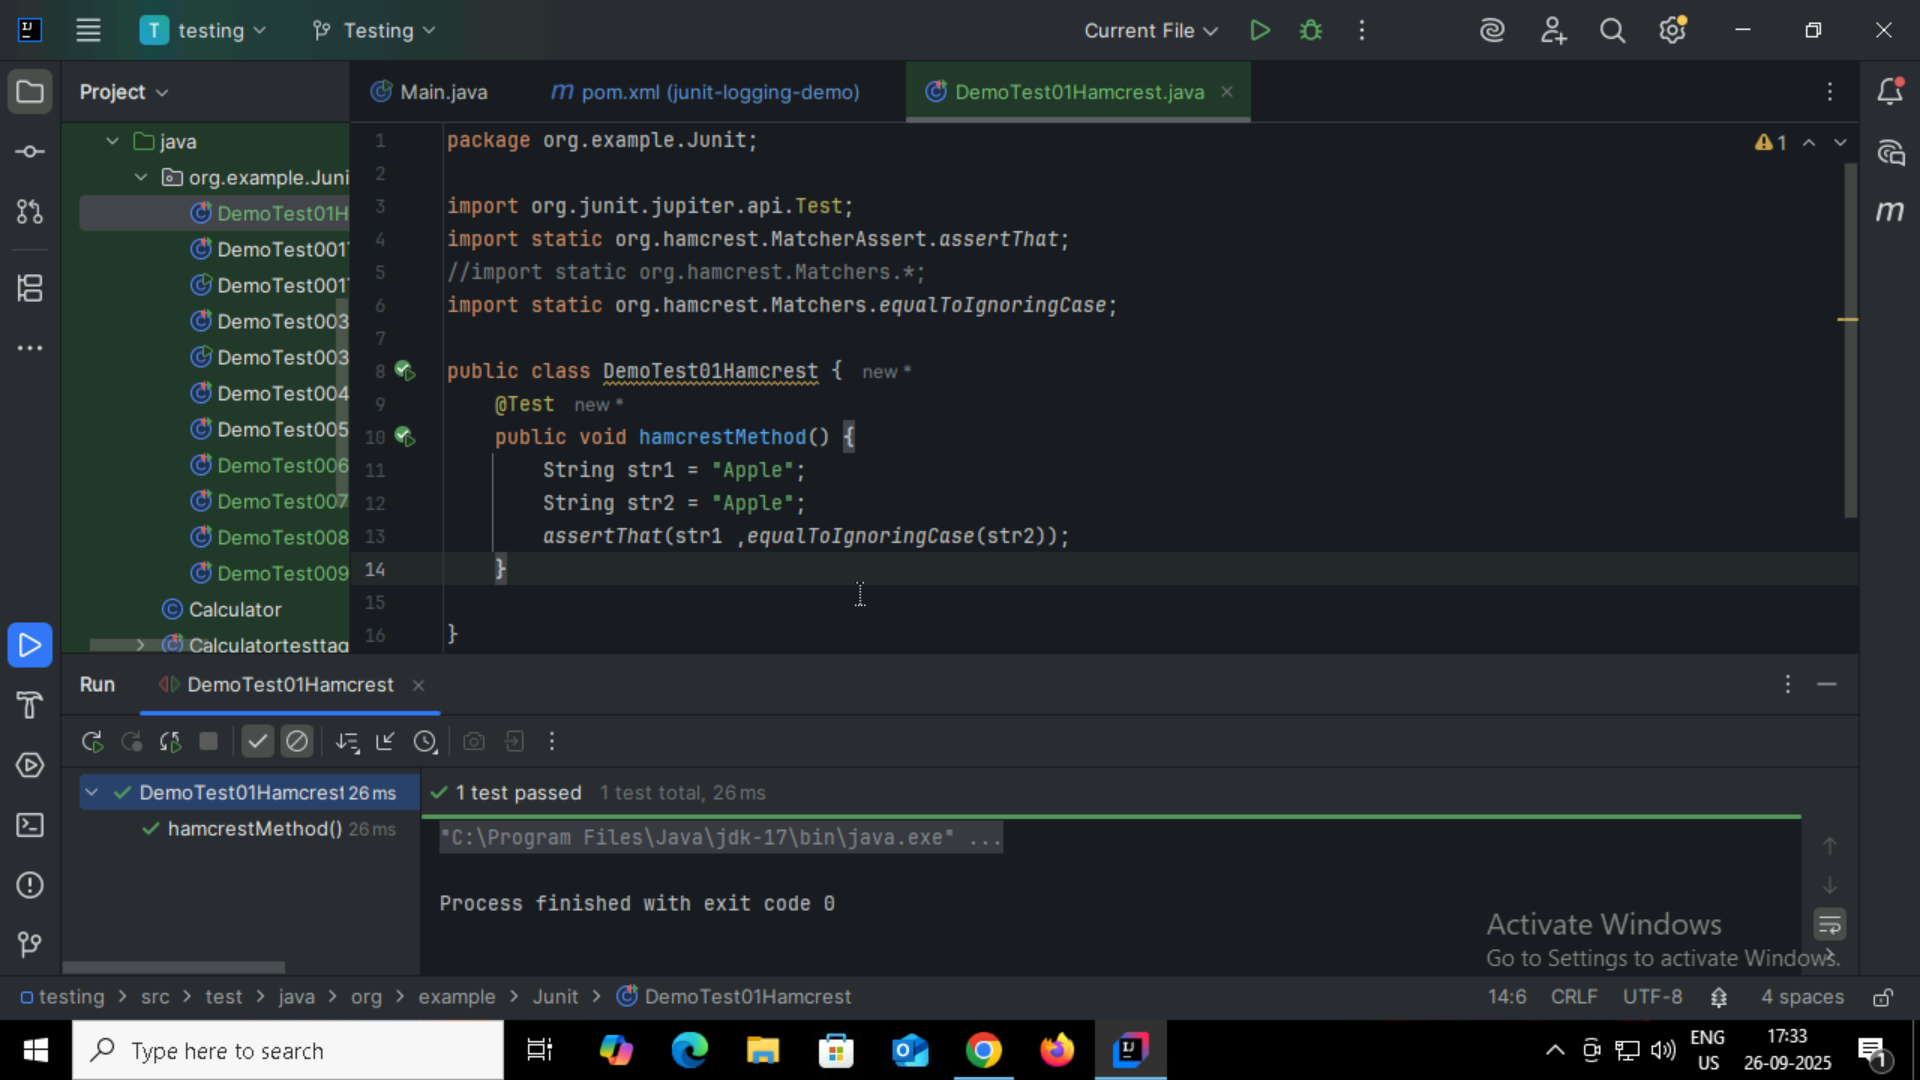 T testing Testing Current File
Project Main.java m pom.xml (junit-logging-demo) DemoTest01Hamcrest.java
java
org.example.Juni
DemoTest01H
DemoTest001
DemoTest001
DemoTest003
DemoTest003
DemoTest004
DemoTest005
DemoTest006
DemoTest007
DemoTest008
DemoTest009
Calculator
Calculatortesttag
1 package org.example.Junit;
2
3 import org.junit.jupiter.api.Test;
4 import static org.hamcrest.MatcherAssert.assertThat;
5 //import static org.hamcrest.Matchers.*;
6 import static org.hamcrest.Matchers.equalToIgnoringCase;
7
8 public class DemoTest01Hamcrest { new *
9 @Test new *
10 public void hamcrestMethod() {
11 String str1 = "Apple";
12 String str2 = "Apple";
13 assertThat(str1 ,equalToIgnoringCase(str2));
14 }
15
16 }
1
m
Run DemoTest01Hamcrest
DemoTest01Hamcrest 26 ms
hamcrestMethod() 26 ms
1 test passed 1 test total, 26 ms
"C:\Program Files\Java\jdk-17\bin\java.exe" ...
Process finished with exit code 0
Activate Windows
Go to Settings to activate Windows.
testing > src > test > java > org > example > Junit > DemoTest01Hamcrest 14:6 CRLF UTF-8 4 spaces
Type here to search
ENG
US
17:33
26-09-2025
1